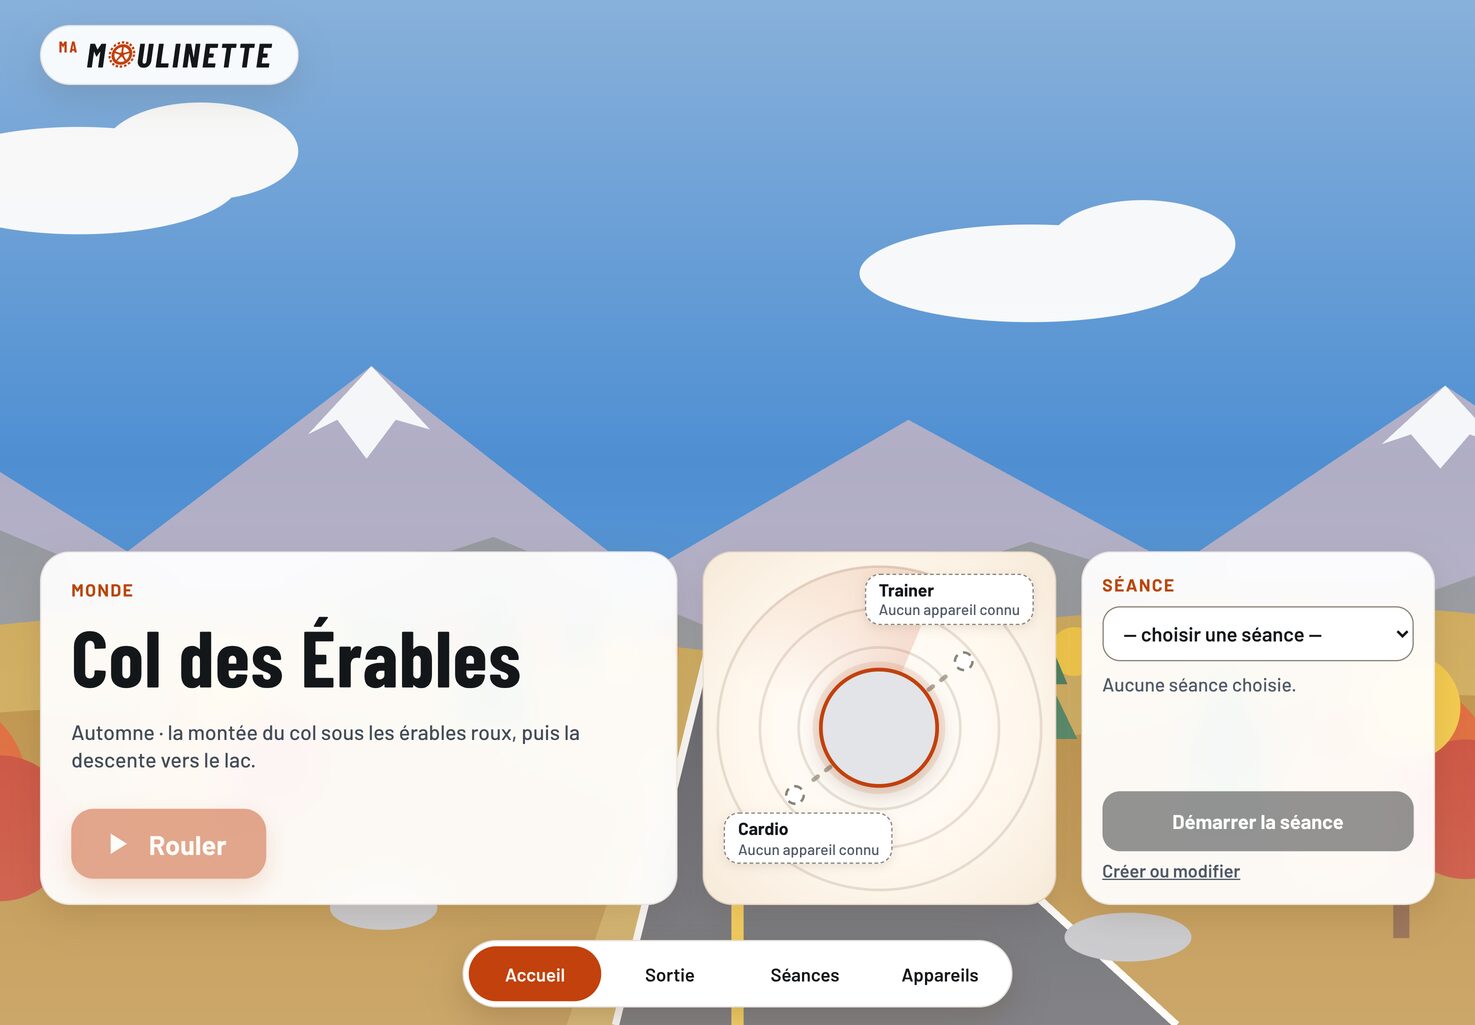 MA MOULINETTE
MONDE
Col des Érables
Automne · la montée du col sous les érables roux, puis la
descente vers le lac.
Rouler
Trainer
Aucun appareil connu
Cardio
Aucun appareil connu
SÉANCE
— choisir une séance —
Aucune séance choisie.
Démarrer la séance
Créer ou modifier
Accueil
Sortie
Séances
Appareils